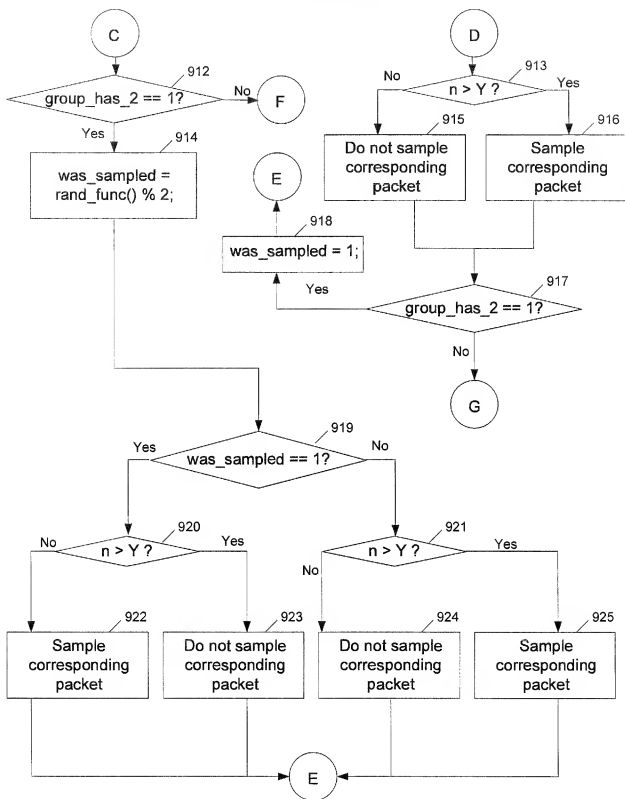 C
912
group_has_2 == 1?
No
F
Yes
914
was_sampled =
rand_func() % 2;
D
913
No
n > Y ?
Yes
915
916
Do not sample
corresponding
packet
Sample
corresponding
packet
E
918
was_sampled = 1;
Yes
917
group_has_2 == 1?
No
G
919
Yes
was_sampled == 1?
No
920
No
n > Y ?
Yes
921
n > Y ?
Yes
No
922
923
924
925
Sample
corresponding
packet
Do not sample
corresponding
packet
Do not sample
corresponding
packet
Sample
corresponding
packet
E